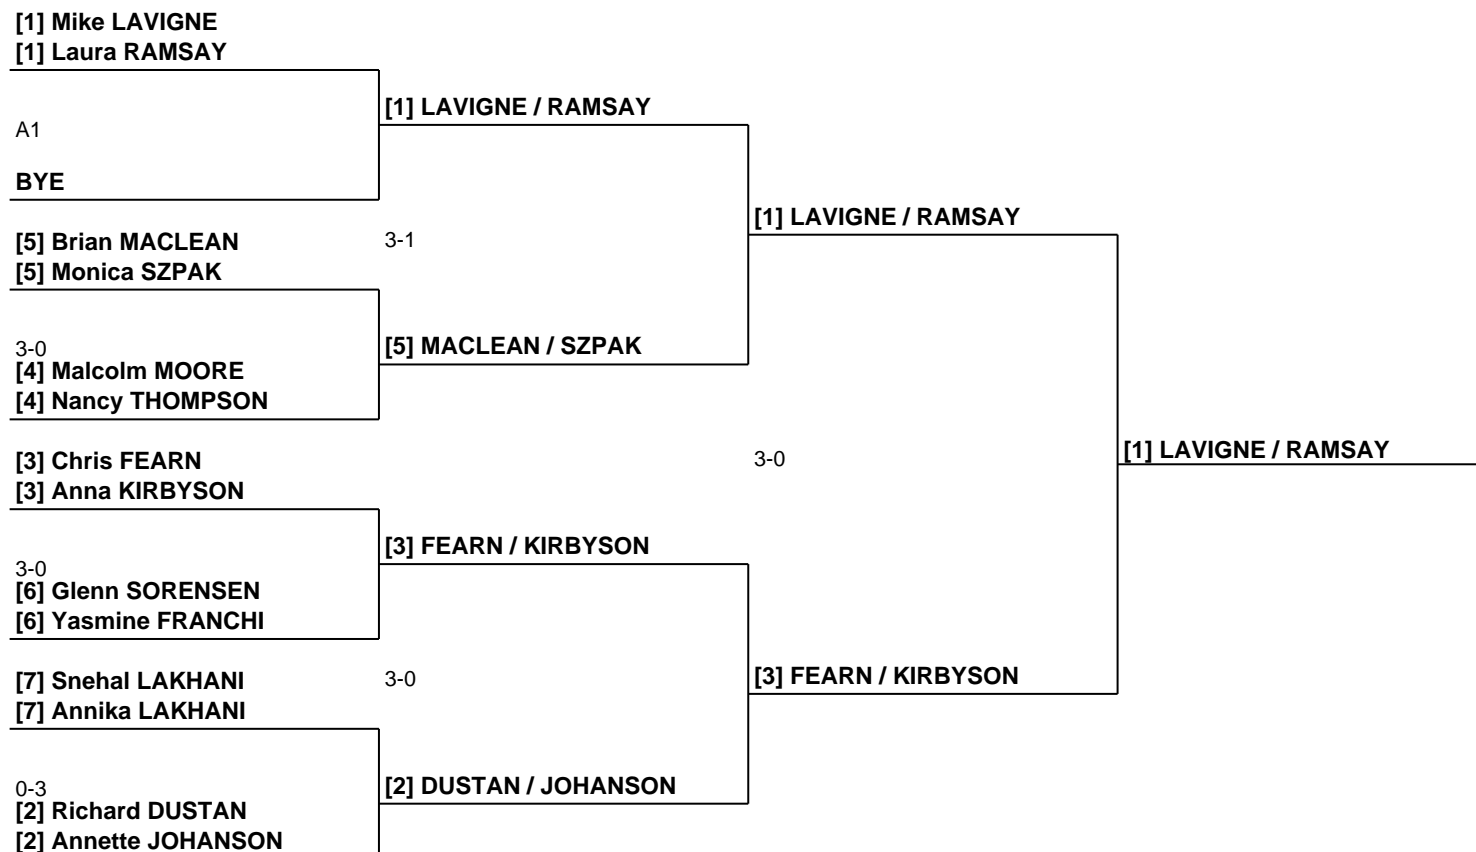 [1] Mike LAVIGNE
[1] Laura RAMSAY
[1] LAVIGNE / RAMSAY
A1
BYE
[1] LAVIGNE / RAMSAY
[5] Brian MACLEAN
3-1
[5] Monica SZPAK
[5] MACLEAN / SZPAK
3-0
[4] Malcolm MOORE
[4] Nancy THOMPSON
[1] LAVIGNE / RAMSAY
[3] Chris FEARN
3-0
[3] Anna KIRBYSON
[3] FEARN / KIRBYSON
3-0
[6] Glenn SORENSEN
[6] Yasmine FRANCHI
[3] FEARN / KIRBYSON
[7] Snehal LAKHANI
3-0
[7] Annika LAKHANI
[2] DUSTAN / JOHANSON
0-3
[2] Richard DUSTAN
[2] Annette JOHANSON